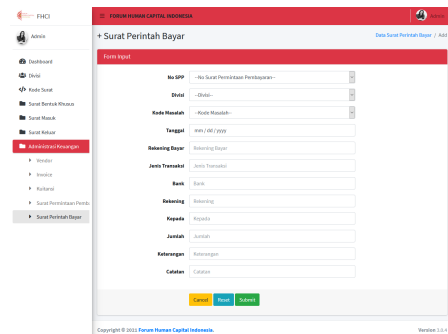 FHCI
FORUM HUMAN CAPITAL INDONESIA
Admin
Admin
+ Surat Perintah Bayar
Data Surat Perintah Bayar / Add
Dashboard
Divisi
Kode Surat
Surat Bentuk Khusus
Surat Masuk
Surat Keluar
Administrasi Keuangan
Vendor
Invoice
Kuitansi
Surat Permintaan Pemb
Surat Perintah Bayar
Form Input
No SPP
--No Surat Permintaan Pembayaran--
Divisi
--Divisi--
Kode Masalah
--Kode Masalah--
Tanggal
mm / dd / yyyy
Rekening Bayar
Rekening Bayar
Jenis Transaksi
Jenis Transaksi
Bank
Bank
Rekening
Rekening
Kepada
Kepada
Jumlah
Jumlah
Keterangan
Keterangan
Catatan
Catatan
Cancel
Reset
Submit
Copyright © 2021 Forum Human Capital Indonesia.
Version